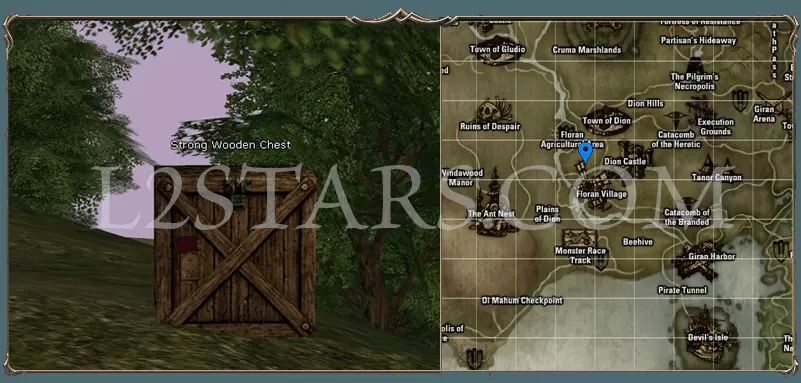 Strong Wooden Chest
L2STARS.COM
Fortress of Resistance
Partisan's Hideaway
Town of Gludio
Cruma Marshlands
The Pilgrim's
Necropolis
Dion Hills
Giran
Arena
Ruins of Despair
Town of Dion
Execution
Grounds
Floran
Agricultural Area
Catacomb
of the Heretic
Dion Castle
Windawood
Manor
Tanor Canyon
Floran Village
The Ant Nest
Plains
of Dion
Catacomb of
the Branded
Beehive
Monster Race
Track
Giran Harbor
Pirate Tunnel
Ol Mahum Checkpoint
Devil's Isle